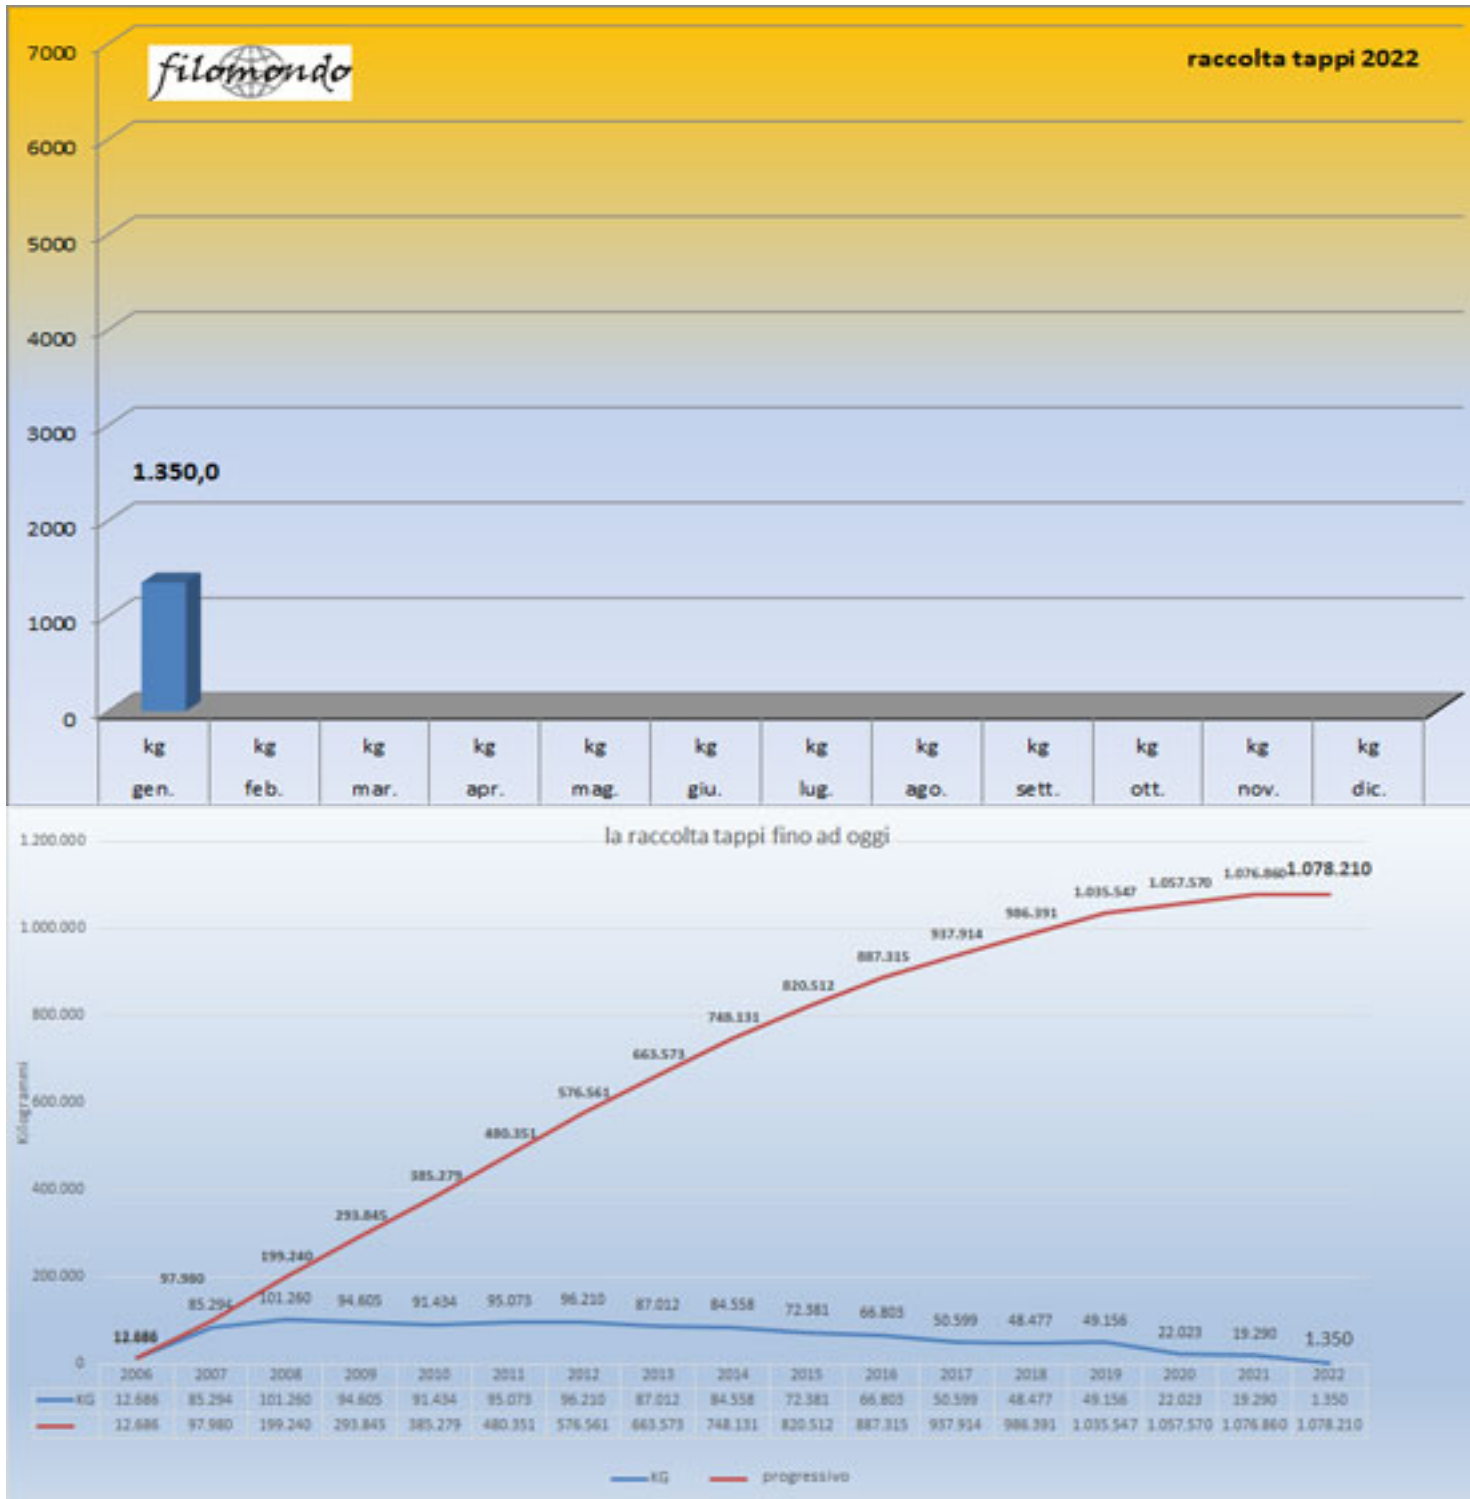 filomondo
raccolta tappi 2022
7000
6000
5000
4000
3000
2000
1000
0
1.350,0
kg kg kg kg kg kg kg kg kg kg kg kg
gen. feb. mar. apr. mag. giu. lug. ago. sett. ott. nov. dic.
la raccolta tappi fino ad oggi
Kilogrammi
1.200.000
1.000.000
800.000
600.000
400.000
200.000
0
12.686 97.980 199.240 293.845 385.279 480.351 576.561 663.573 748.131 820.512 887.315 937.914 986.391 1.035.547 1.057.570 1.076.860 1.078.210
85.294 101.260 94.605 91.434 95.073 96.210 87.012 84.558 72.381 66.803 50.599 48.477 49.156 22.023 19.290 1.350
2006 2007 2008 2009 2010 2011 2012 2013 2014 2015 2016 2017 2018 2019 2020 2021 2022
KG 12.686 85.294 101.260 94.605 91.434 95.073 96.210 87.012 84.558 72.381 66.803 50.599 48.477 49.156 22.023 19.290 1.350
12.686 97.980 199.240 293.845 385.279 480.351 576.561 663.573 748.131 820.512 887.315 937.914 986.391 1.035.547 1.057.570 1.076.860 1.078.210
KG progressivo